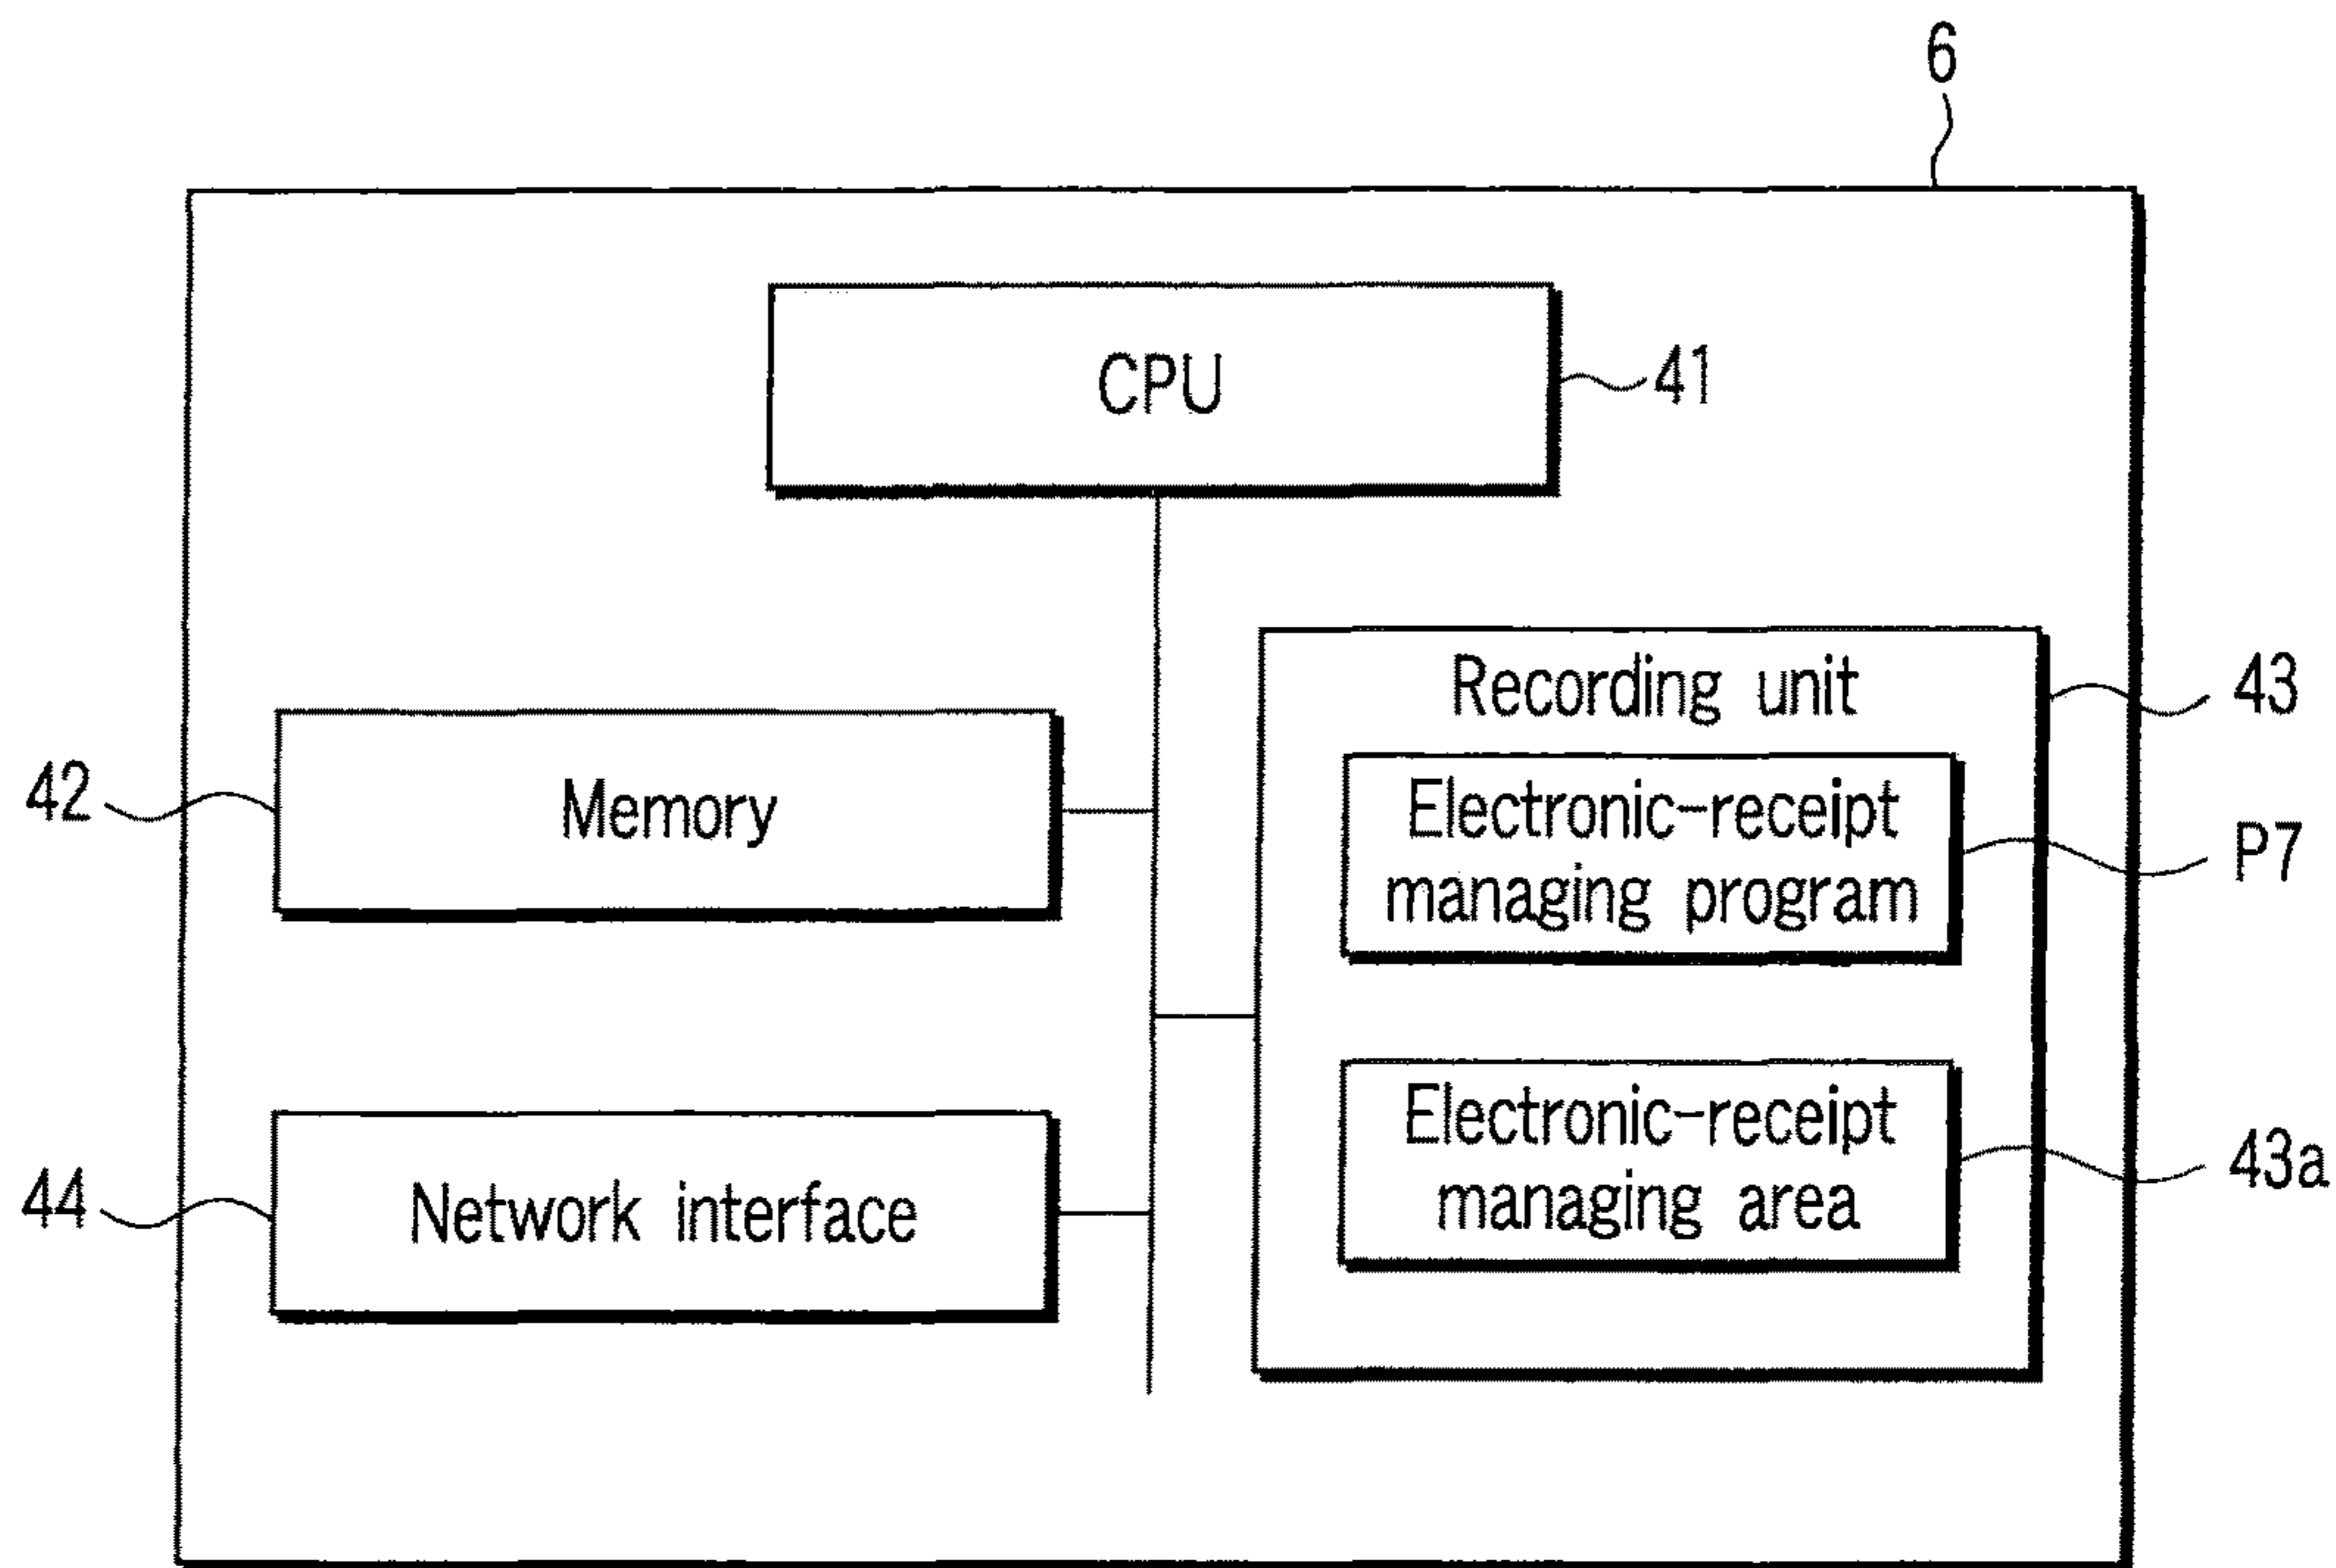 6
CPU
41
Recording unit
43
42
Memory
Electronic-receipt
managing program
P7
44
Network interface
Electronic-receipt
managing area
43a